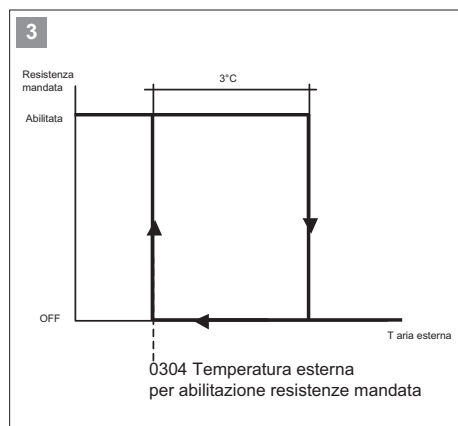 3
Resistenza
mandata
3°C
Abilitata
OFF
T aria esterna
0304 Temperatura esterna
per abilitazione resistenze mandata